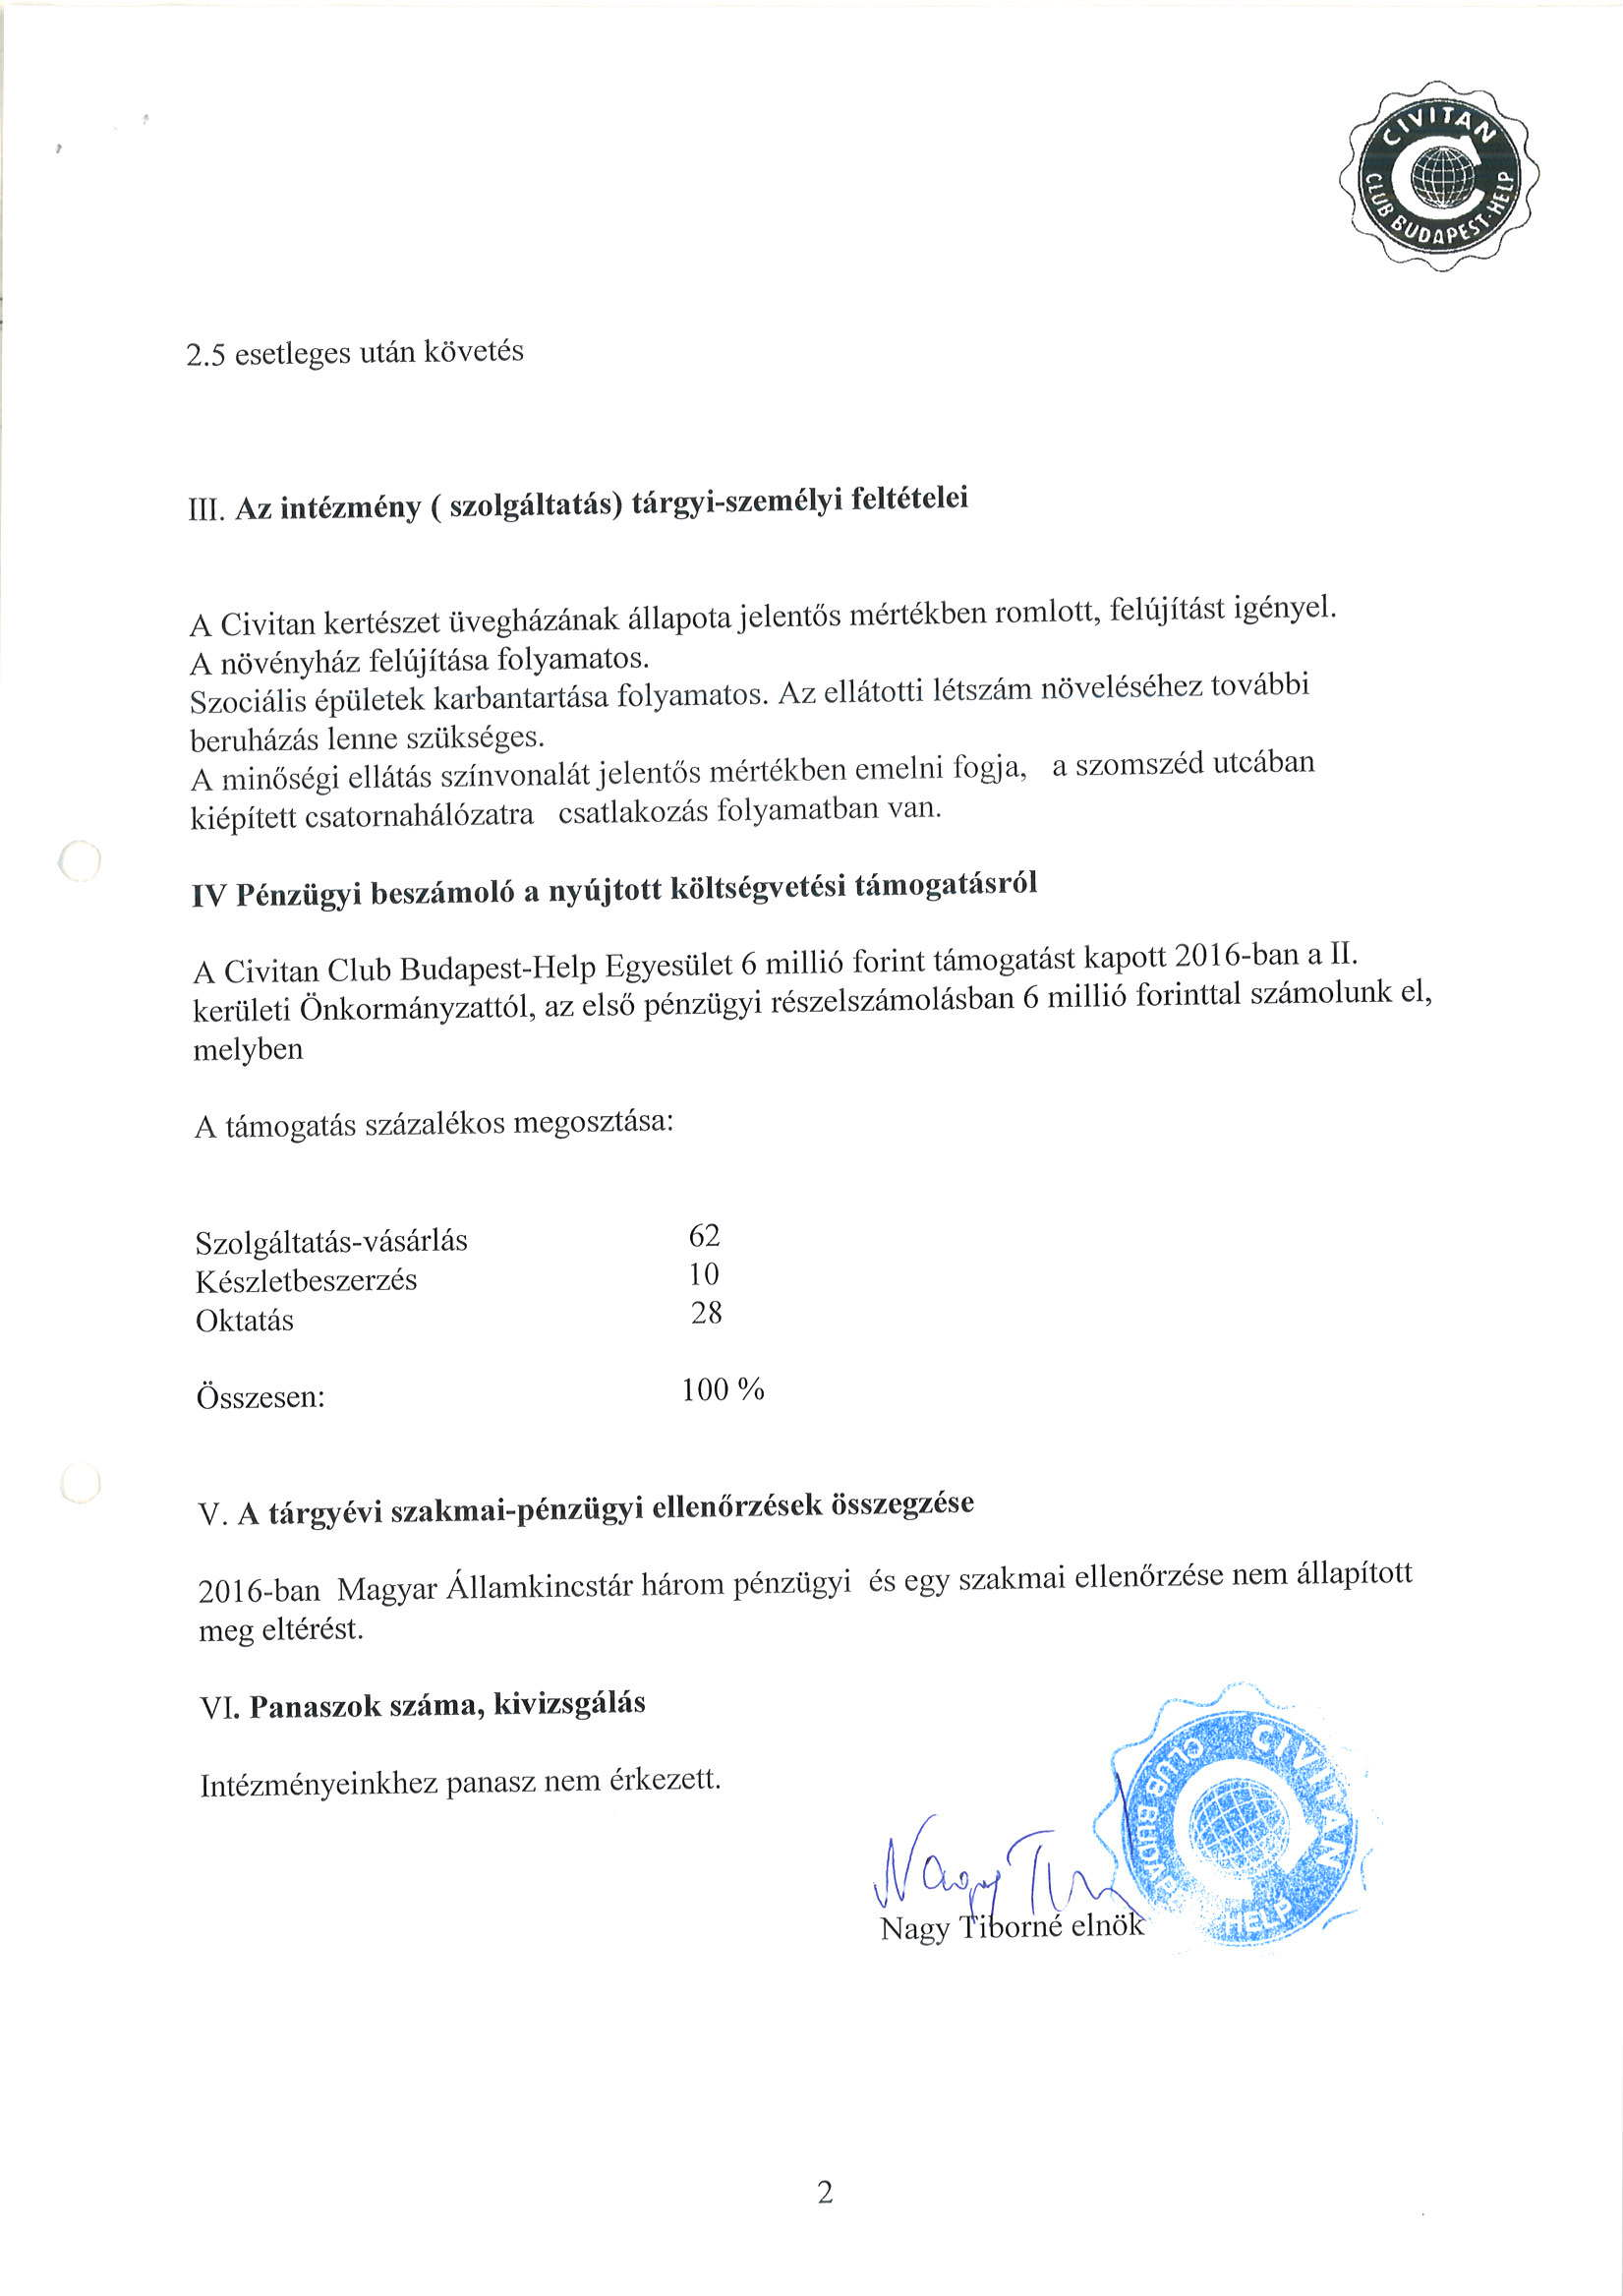 CIVITAN
CLUB BUDAPEST-HELP
2.5 esetleges után követés
III. Az intézmény ( szolgáltatás) tárgyi-személyi feltételei
A Civitan kertészet üvegházának állapota jelentős mértékben romlott, felújítást igényel.
A növényház felújítása folyamatos.
Szociális épületek karbantartása folyamatos. Az ellátotti létszám növeléséhez további
beruházás lenne szükséges.
A minőségi ellátás színvonalát jelentős mértékben emelni fogja, a szomszéd utcában
kiépített csatornahálózatra csatlakozás folyamatban van.
IV Pénzügyi beszámoló a nyújtott költségvetési támogatásról
A Civitan Club Budapest-Help Egyesület 6 millió forint támogatást kapott 2016-ban a II.
kerületi Önkormányzattól, az első pénzügyi részelszámolásban 6 millió forinttal számolunk el,
melyben
A támogatás százalékos megosztása:
Szolgáltatás-vásárlás 62
Készletbeszerzés 10
Oktatás 28
Összesen: 100 %
V. A tárgyévi szakmai-pénzügyi ellenőrzések összegzése
2016-ban Magyar Államkincstár három pénzügyi és egy szakmai ellenőrzése nem állapított
meg eltérést.
VI. Panaszok száma, kivizsgálás
Intézményeinkhez panasz nem érkezett.
CIVITAN
CLUB HELP
Nagy
Nagy Tiborné elnök
2